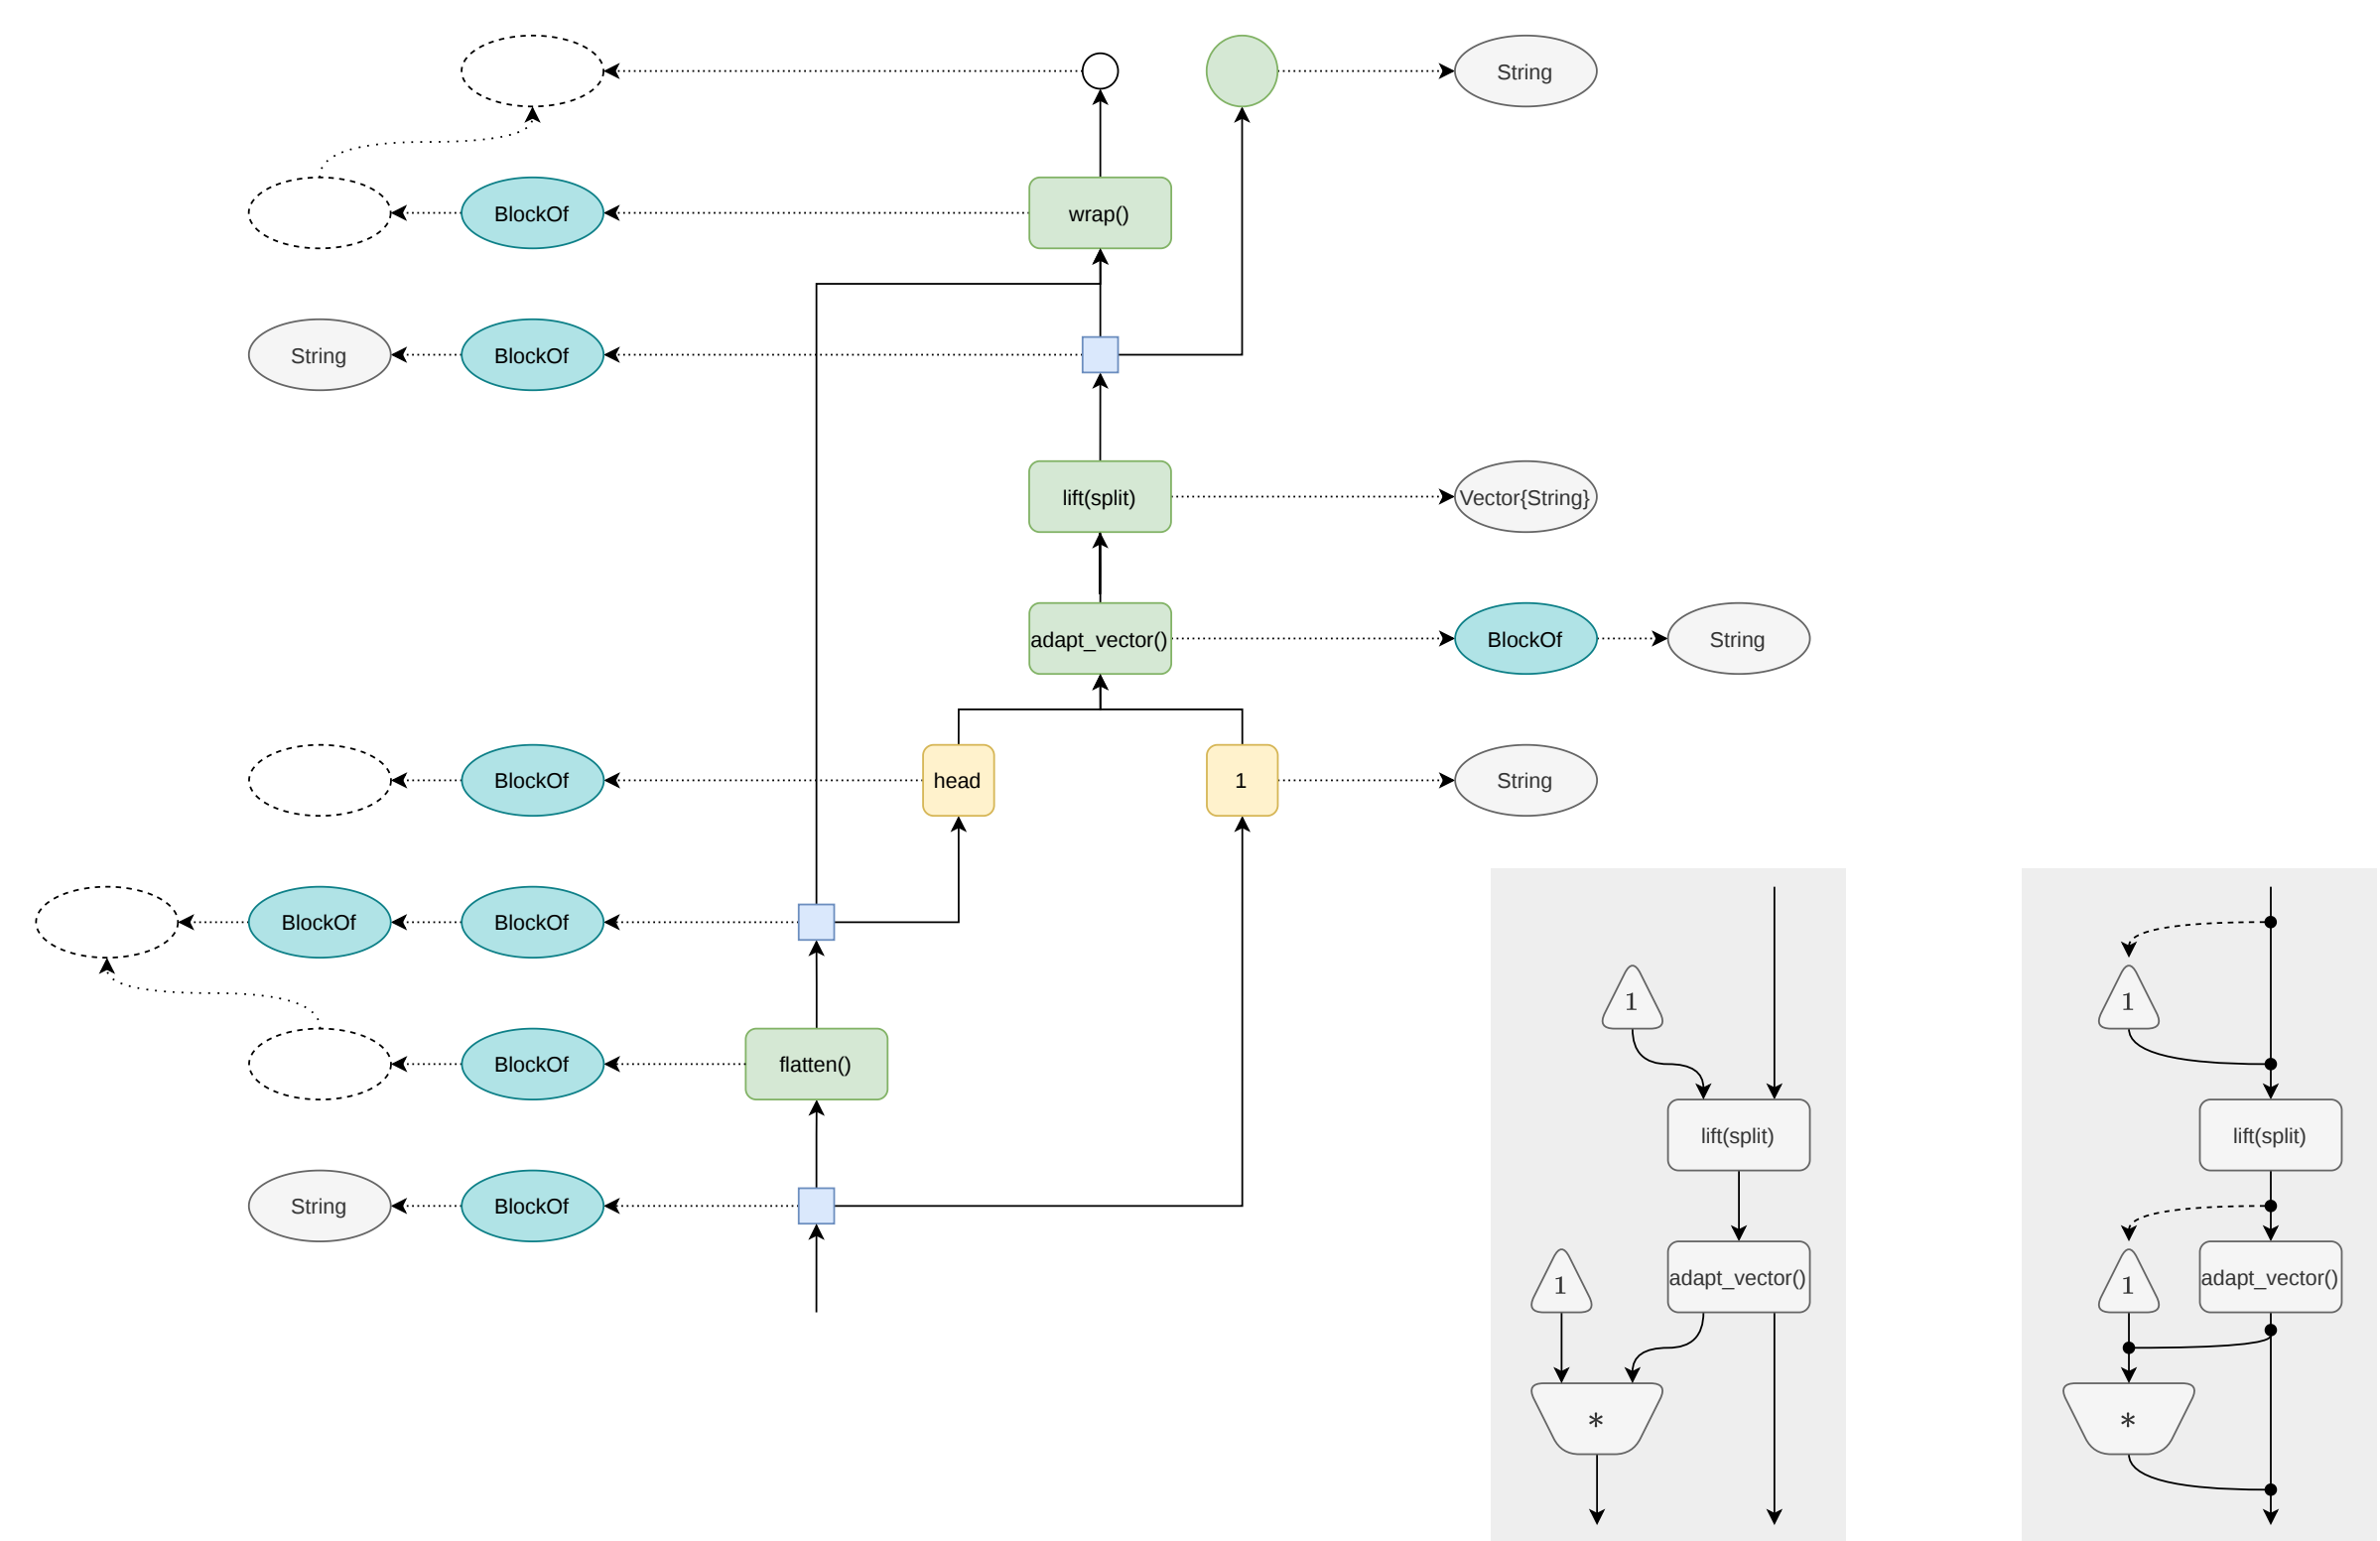 String
BlockOf
wrap()
String
BlockOf
lift(split)
Vector{String}
adapt_vector()
BlockOf
String
BlockOf
head
1
String
BlockOf
BlockOf
1
1
BlockOf
flatten()
lift(split)
lift(split)
String
BlockOf
1
adapt_vector()
1
adapt_vector()
*
*